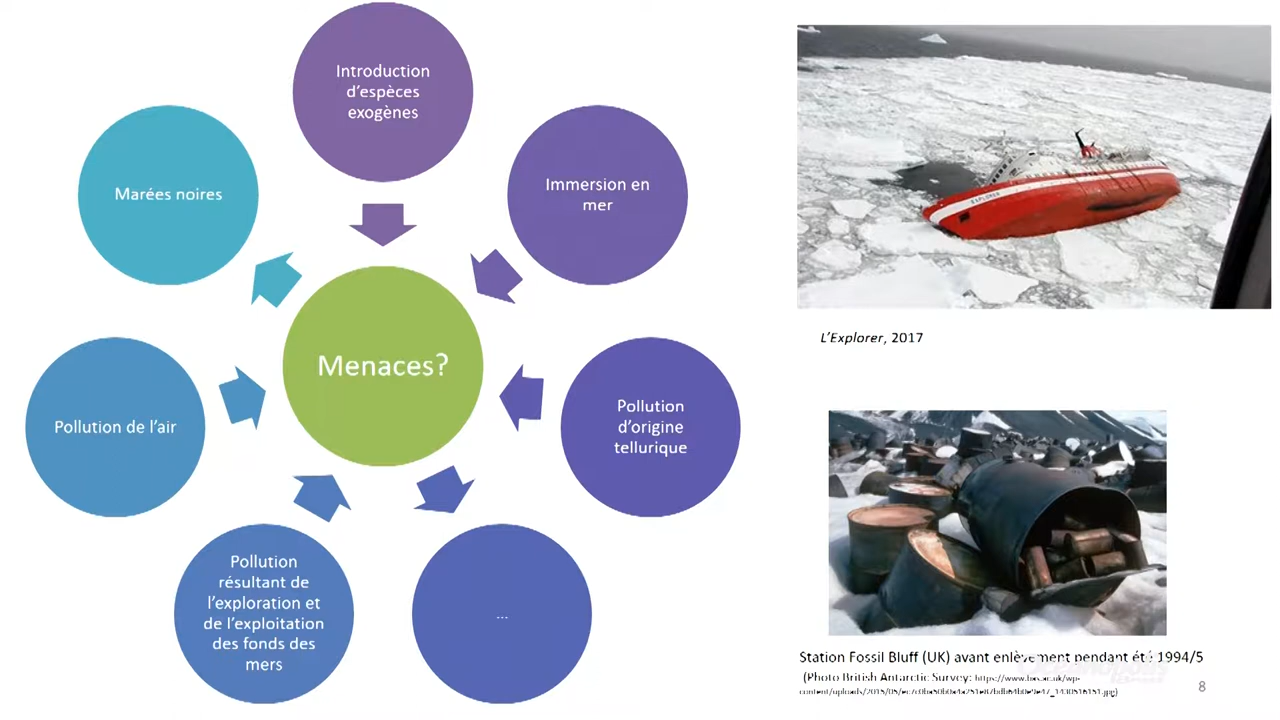 Introduction
d'espèces
exogènes
Immersion en
mer
Marées noires
Menaces?
Pollution
d'origine
tellurique
Pollution de l'air
Pollution
résultant de
l'exploration et
de l'exploitation
des fonds des
mers
...
EXPLORER
L'Explorer, 2017
Station Fossil Bluff (UK) avant enlèvement pendant été 1994/5
(Photo British Antarctic Survey: https://www.bas.ac.uk/wp-
8